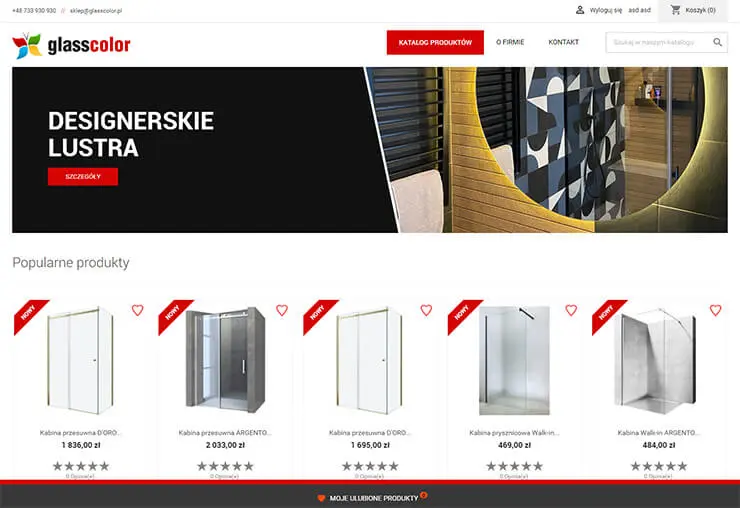 +48 733 930 930 // sklep@glasscolor.pl
Wyloguj się asd asd
Koszyk (0)
glasscolor
KATALOG PRODUKTÓW
O FIRMIE
KONTAKT
Szukaj w naszym katalogu
DESIGNERSKIE
LUSTRA
SZCZEGÓŁY
Popularne produkty
NOWY
NOWY
NOWY
NOWY
NOWY
Kabina przesuwna D'ORO...
Kabina przesuwna ARGENTO...
Kabina przesuwna D'ORO...
Kabina prysznicowa Walk-in...
Kabina Walk-in ARGENTO...
1 836,00 zł
2 033,00 zł
1 695,00 zł
469,00 zł
484,00 zł
0 Opinia(e)
0 Opinia(e)
0 Opinia(e)
0 Opinia(e)
0 Opinia(e)
MOJE ULUBIONE PRODUKTY 0